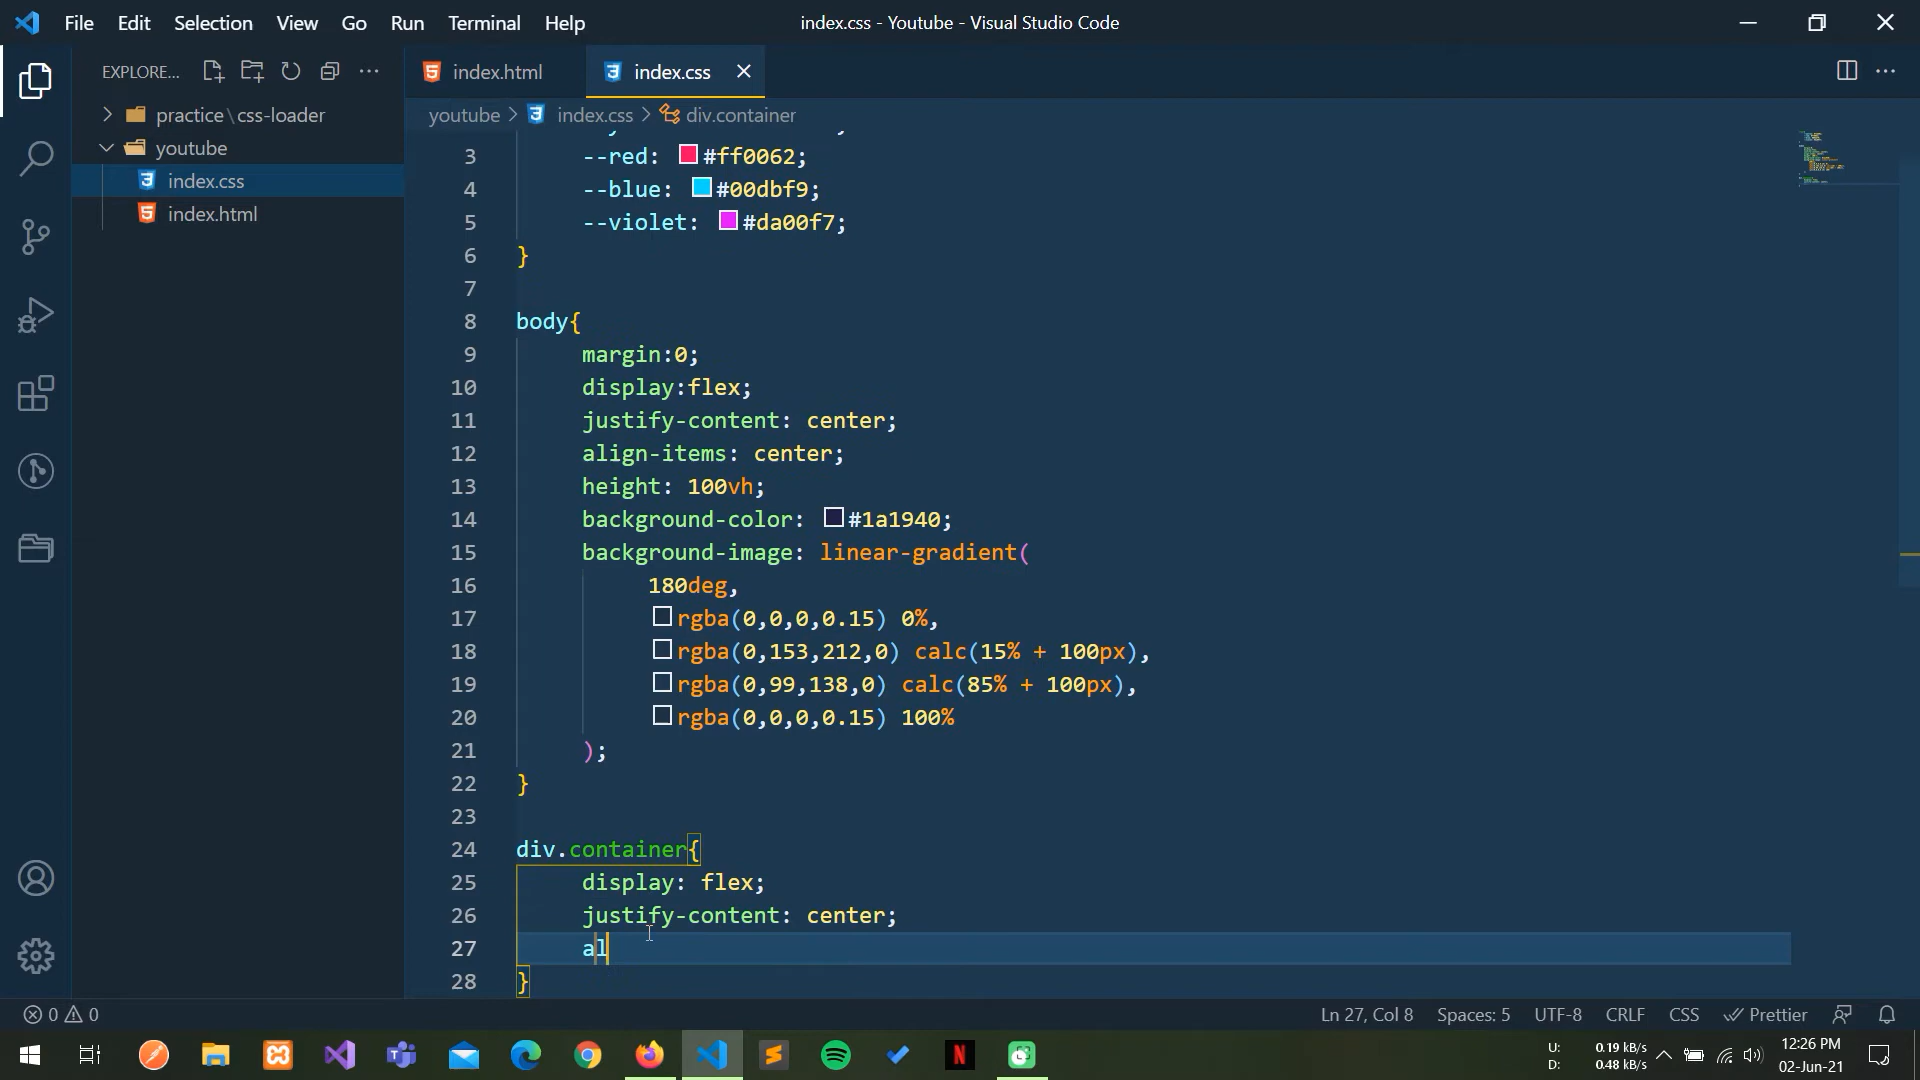 File Edit Selection View Go Run Terminal Help index.css - Youtube - Visual Studio Code
EXPLORE...
index.html index.css
practice\css-loader
youtube
index.css
index.html
youtube > index.css > div.container
3 --red: #ff0062;
4 --blue: #00dbf9;
5 --violet: #da00f7;
6 }
7
8 body{
9 margin:0;
10 display:flex;
11 justify-content: center;
12 align-items: center;
13 height: 100vh;
14 background-color: #1a1940;
15 background-image: linear-gradient(
16 180deg,
17 rgba(0,0,0,0.15) 0%,
18 rgba(0,153,212,0) calc(15% + 100px),
19 rgba(0,99,138,0) calc(85% + 100px),
20 rgba(0,0,0,0.15) 100%
21 );
22 }
23
24 div.container{
25 display: flex;
26 justify-content: center;
27 al
28 }
0 0 Ln 27, Col 8 Spaces: 5 UTF-8 CRLF CSS Prettier
U: 0.19 kB/s
D: 0.48 kB/s
12:26 PM
02-Jun-21